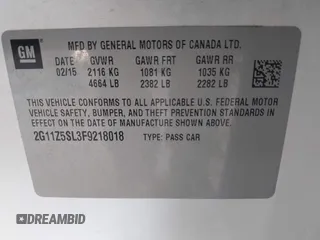 GM
MFD BY GENERAL MOTORS OF CANADA LTD.
DATE GVWR GAWR FRT GAWR RR
02/15 2116 KG 1081 KG 1035 KG
4664 LB 2382 LB 2282 LB
THIS VEHICLE CONFORMS TO ALL APPLICABLE U.S. FEDERAL MOTOR
VEHICLE SAFETY, BUMPER, AND THEFT PREVENTION STANDARDS IN
EFFECT ON THE DATE OF MANUFACTURE SHOWN ABOVE.
2G11Z5SL3F9218018 TYPE: PASS CAR
DREAMBID